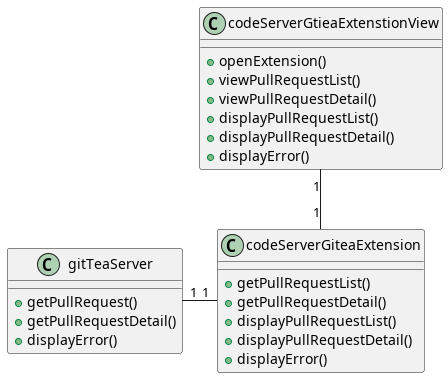 C codeServerGtieaExtenstionView
openExtension()
viewPullRequestList()
viewPullRequestDetail()
displayPullRequestList()
displayPullRequestDetail()
displayError()
1
1
C codeServerGiteaExtension
getPullRequestList()
getPullRequestDetail()
displayPullRequestList()
displayPullRequestDetail()
displayError()
C gitTeaServer
getPullRequest()
getPullRequestDetail()
displayError()
1 1